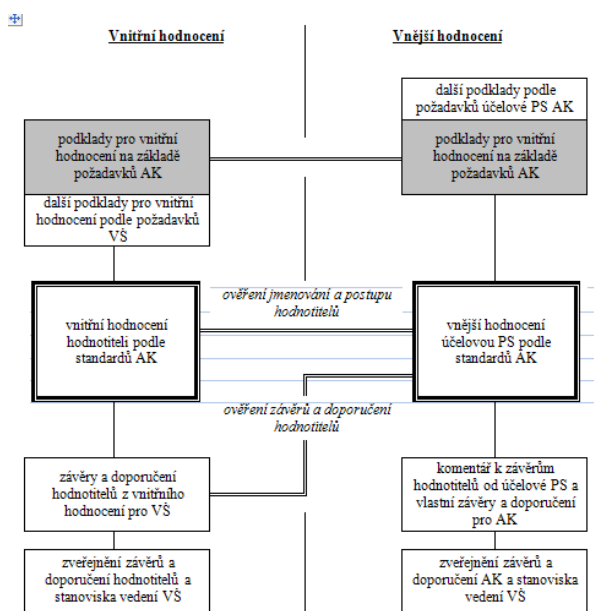 Vnitřní hodnocení
Vnější hodnocení
další podklady podle
požadavků účelové PS AK
podklady pro vnitřní
hodnocení na základě
požadavků AK
podklady pro vnitřní
hodnocení na základě
požadavků AK
další podklady pro vnitřní
hodnocení podle požadavků
VŠ
ověření jmenování a postupu
hodnotitelů
vnitřní hodnocení
hodnotiteli podle
standardů AK
vnější hodnocení
účelovou PS podle
standardů AK
ověření závěrů a doporučení
hodnotitelů
závěry a doporučení
hodnotitelů z vnitřního
hodnocení pro VŠ
komentář k závěrům
hodnotitelů od účelové PS a
vlastní závěry a doporučení
pro AK
zveřejnění závěrů a
doporučení hodnotitelů a
stanoviska vedení VŠ
zveřejnění závěrů a
doporučení AK a stanoviska
vedení VŠ